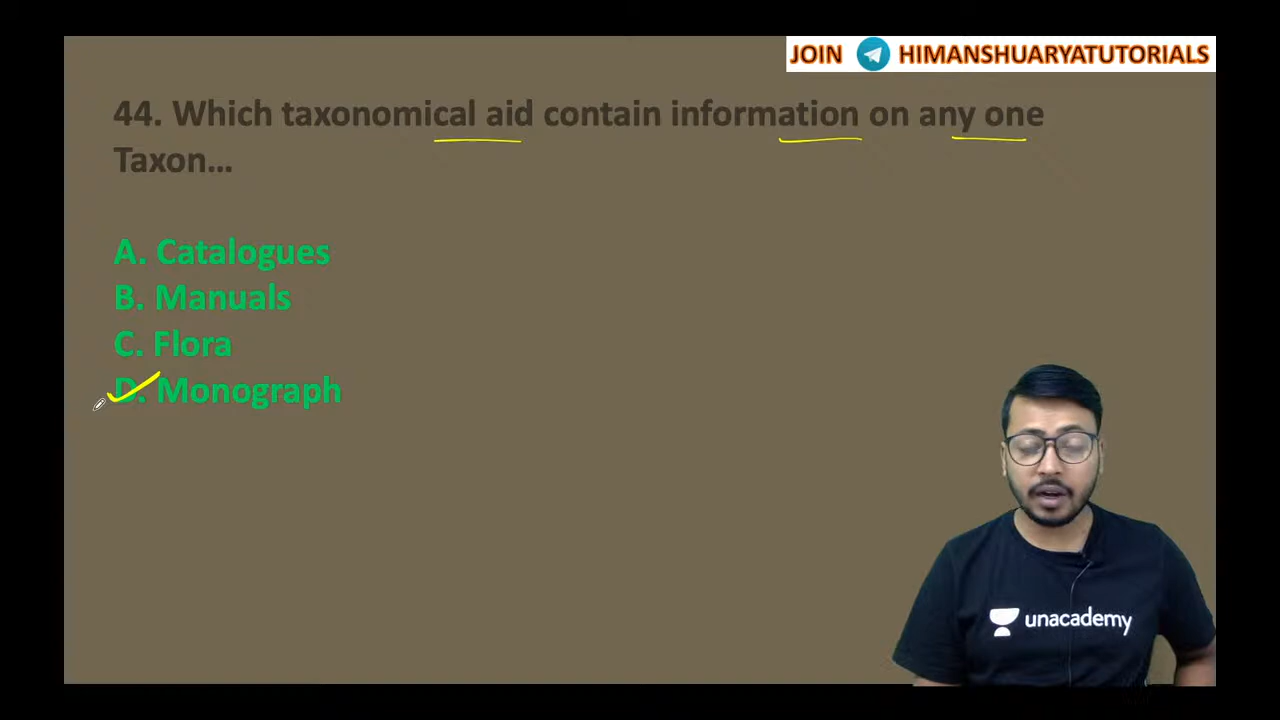 JOIN HIMANSHUARYATUTORIALS
44. Which taxonomical aid contain information on any one
Taxon...
A. Catalogues
B. Manuals
C. Flora
D. Monograph
unacademy